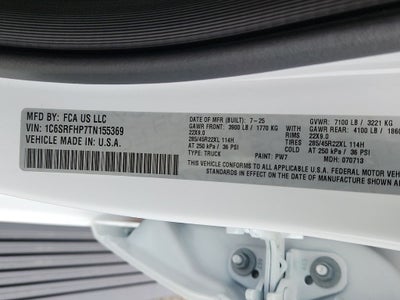 MFD BY: FCA US LLC
VIN: 1C6SRFHP7TN155369
VEHICLE MADE IN: U.S.A.
DATE OF MFR (BUILT): 7-25
GAWR FRONT: 3900 LB / 1770 KG
22X9.0
285/45R22XL 114H
AT 250 kPa / 36 PSI
TYPE: TRUCK
PAINT: PW7
GVWR: 7100 LB / 3221 KG
GAWR REAR: 4100 LB / 1860
RIMS 22X9.0
285/45R22XL 114H
COLD AT 250 kPa / 36 PSI
MDH: 070713
THIS VEHICLE CONFORMS TO ALL APPLICABLE U.S.A. FEDERAL MOTOR VEHICLE
IN EFFECT ON THE DATE OF MANUFACTURE SHOWN